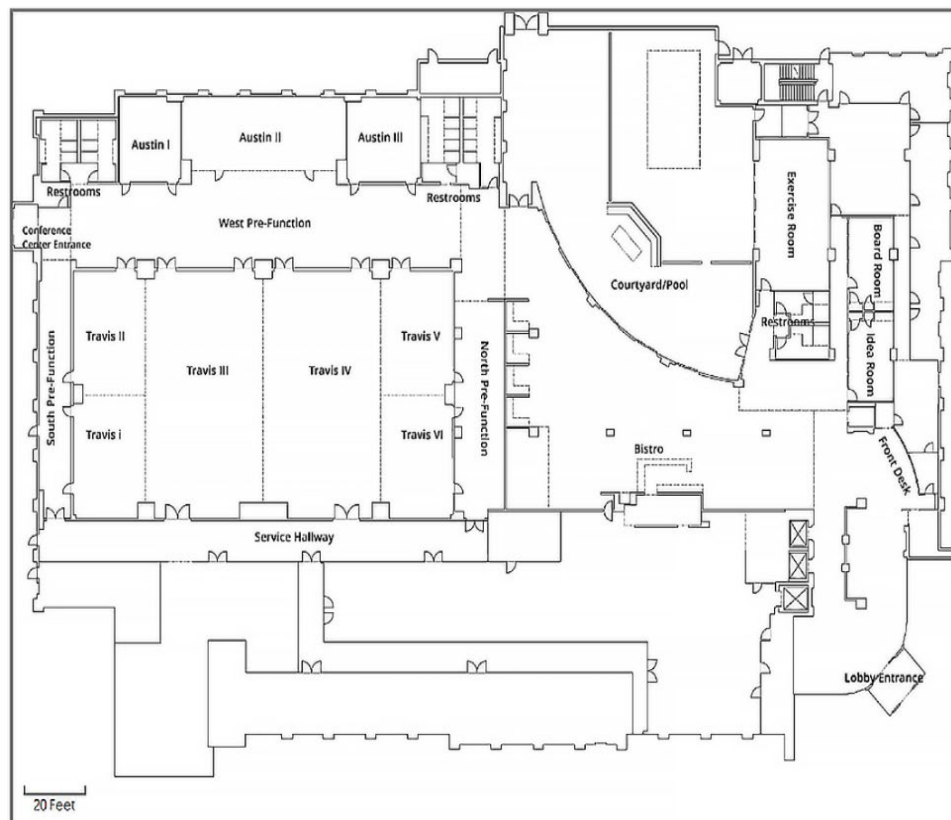 Austin I
Austin II
Austin III
Restrooms
Restrooms
West Pre-Function
Conference
Center Entrance
Exercise Room
Board Room
Courtyard/Pool
Restrooms
Idea Room
South Pre-Function
Travis II
Travis III
Travis IV
Travis V
North Pre-Function
Travis i
Travis VI
Bistro
Front Desk
Service Hallway
Lobby Entrance
20 Feet